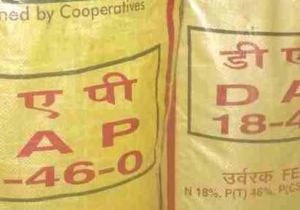 ned by Cooperatives
ए पी
A P
-46-0
डी ए
D A
18-4
उर्वरक FE
N 18%, P(T) 46%, P(C